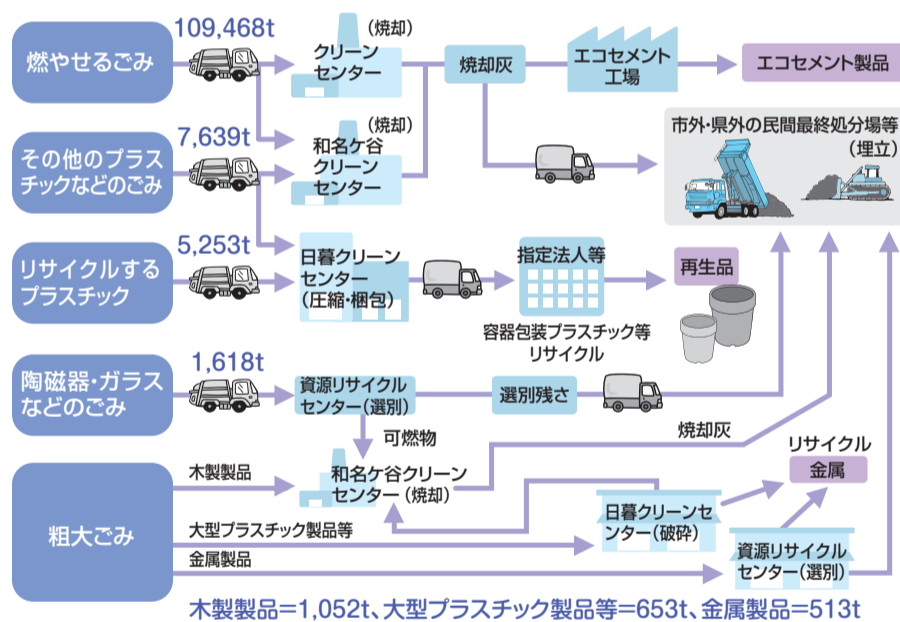 109,468t
燃やせるごみ
(焼却)
クリーン
センター
焼却灰
エコセメント
工場
エコセメント製品
7,639t
その他のプラス
チックなどのごみ
(焼却)
和名ケ谷
クリーン
センター
市外・県外の民間最終処分場等
(埋立)
5,253t
リサイクルする
プラスチック
日暮クリーン
センター
(圧縮・梱包)
指定法人等
容器包装プラスチック等
リサイクル
再生品
1,618t
陶磁器・ガラス
などのごみ
資源リサイクル
センター(選別)
選別残さ
可燃物
焼却灰
粗大ごみ
木製製品
和名ケ谷クリーン
センター(焼却)
リサイクル
金属
大型プラスチック製品等
日暮クリーンセ
ンター(破砕)
金属製品
資源リサイクル
センター(選別)
木製製品=1,052t、大型プラスチック製品等=653t、金属製品=513t